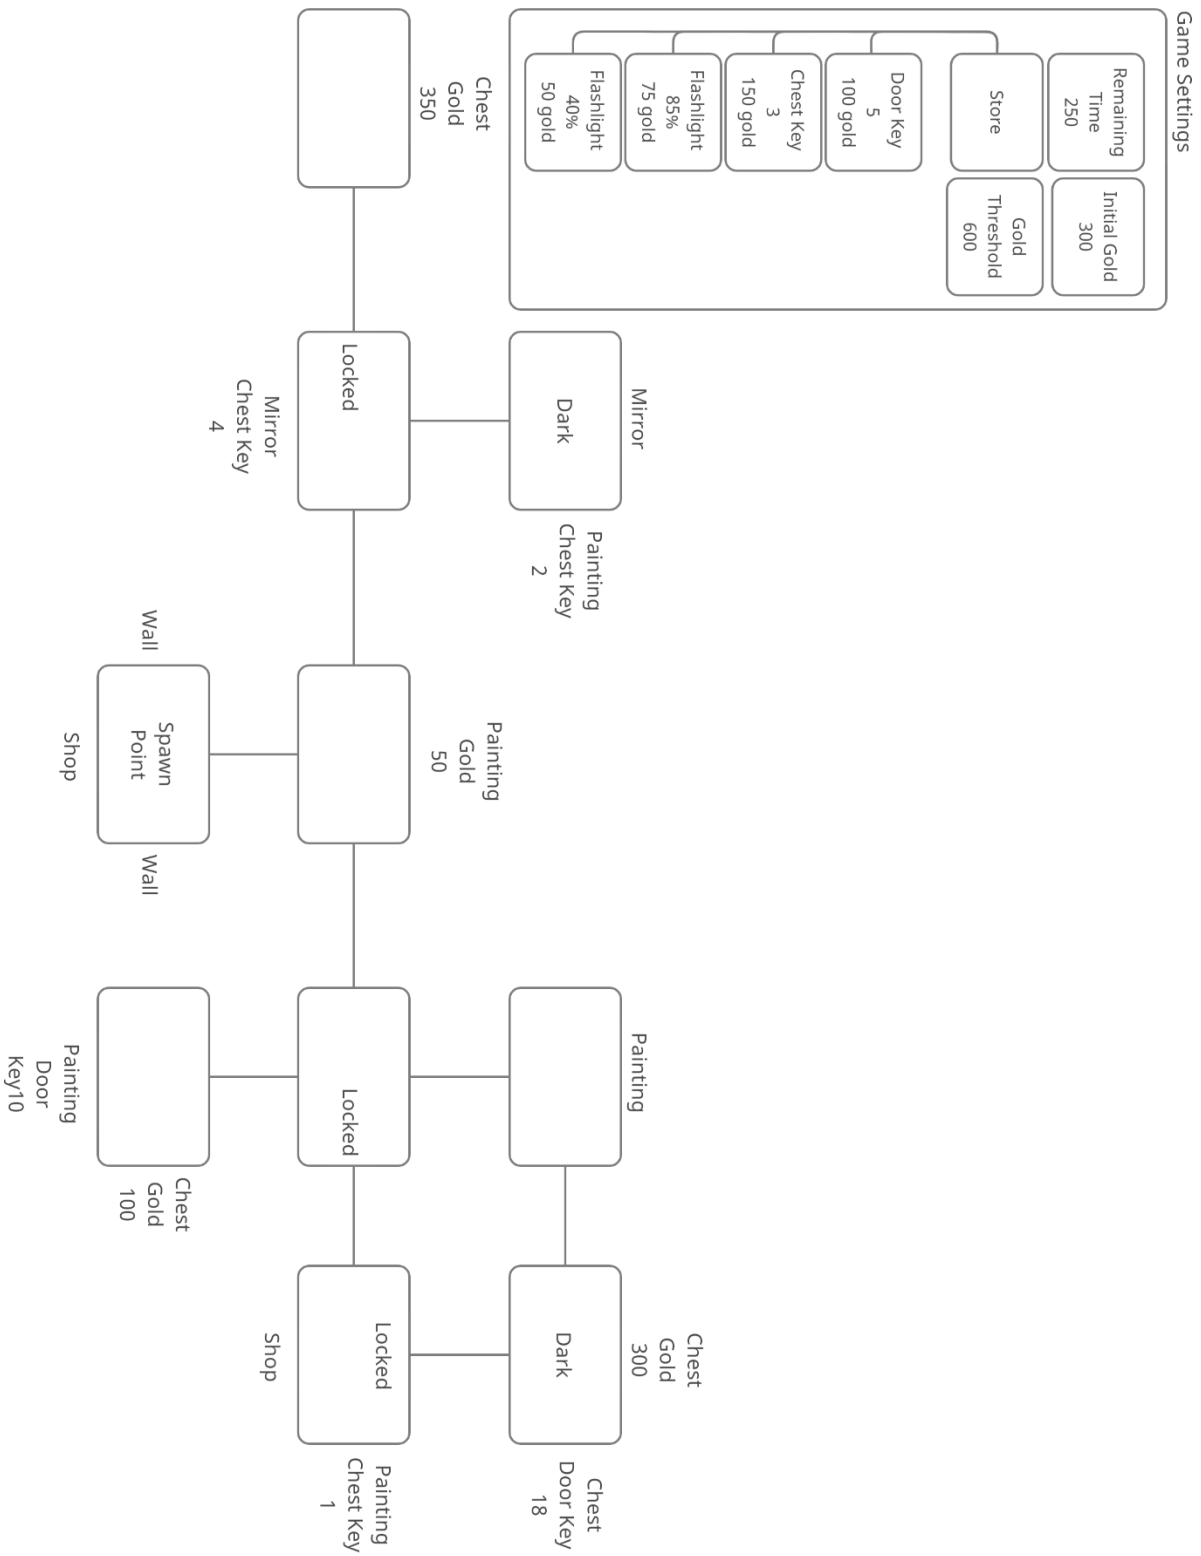 Game Settings
Remaining
Time
250
Initial Gold
300
Store
Gold
Threshold
600
Door Key
5
100 gold
Chest Key
3
150 gold
Flashlight
85%
75 gold
Flashlight
40%
50 gold
Mirror
Painting
Chest
Gold
300
Dark
Painting
Chest Key
2
Dark
Chest
Door Key
18
Chest
Gold
350
Painting
Gold
50
Locked
Locked
Locked
Painting
Chest Key
1
Mirror
Chest Key
4
Shop
Wall
Spawn
Point
Wall
Chest
Gold
100
Shop
Painting
Door
Key10